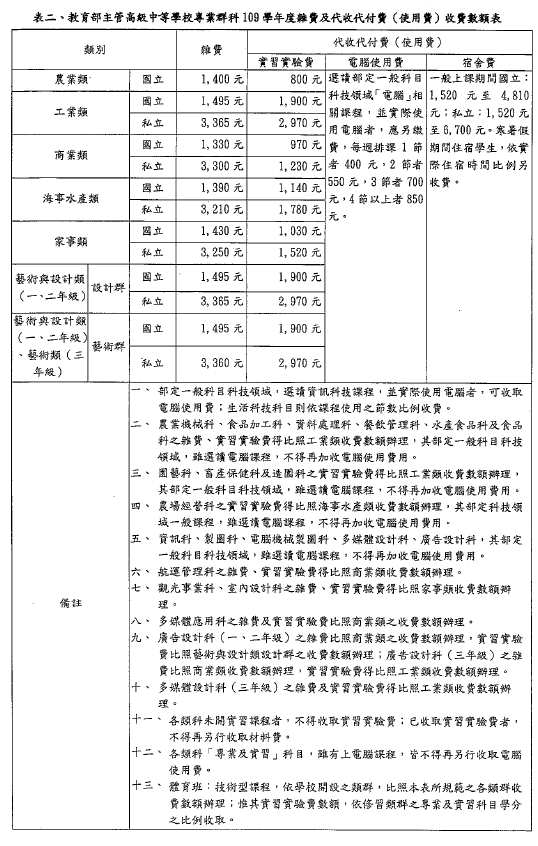 表二、教育部主管高級中等學校專業群科 109 學年度雜費及代收代付費（使用費）收費數額表
類別 雜費 代收代付費（使用費）
實習實驗費 電腦使用費 宿舍費
農業類 國立 1,400 元 800 元
工業類 國立 1,495 元 1,900 元
私立 3,365 元 2,970 元
商業類 國立 1,330 元 970 元
私立 3,300 元 1,230 元
海事水產類 國立 1,390 元 1,140 元
私立 3,210 元 1,780 元
家事類 國立 1,430 元 1,030 元
私立 3,250 元 1,520 元
藝術與設計類
（一、二年級）
設計群 國立 1,495 元 1,900 元
私立 3,365 元 2,970 元
藝術與設計類
（一、二年級）
、藝術類（三
年級）
藝術群 國立 1,495 元 1,900 元
私立 3,360 元 2,970 元
選讀部定一般科目
科技領域「電腦」相
關課程，並實際使
用電腦者，應另繳
費，每週排課 1 節
者 400 元，2 節者
550 元，3 節者 700
元，4 節以上者 850
元。
一般上課期間國立：
1,520 元至 4,810
元；私立：1,520 元
至 6,700 元。寒暑假
期間住宿學生，依實
際住宿時間比例另
收費。
備註
一、 部定一般科目科技領域，選讀資訊科技課程，並實際使用電腦者，可收取
電腦使用費；生活科技科目則依課程使用之節數比例收費。
二、 農業機械科、食品加工科、資料處理科、餐飲管理科、水產食品科及食品
科之雜費、實習實驗費得比照工業類收費數額辦理，其部定一般科目科技
領域，雖選讀電腦課程，不得再加收電腦使用費用。
三、 園藝科、畜產保健科及造園科之實習實驗費得比照工業類收費數額辦理，
其部定一般科目科技領域，雖選讀電腦課程，不得再加收電腦使用費用。
四、 農場經營科之實習實驗費得比照海事水產類收費數額辦理，其部定科技領
域一般課程，雖選讀電腦課程，不得再加收電腦使用費用。
五、 資訊科、製圖科、電腦機械製圖科、多媒體設計科、廣告設計科，其部定
一般科目科技領域，雖選讀電腦課程，不得再加收電腦使用費用。
六、 航運管理科之雜費、實習實驗費得比照商業類收費數額辦理。
七、 觀光事業科、室內設計科之雜費、實習實驗費得比照家事類收費數額辦
理。
八、 多媒體應用科之雜費及實習實驗費比照商業類之收費數額辦理。
九、 廣告設計科（一、二年級）之雜費比照商業類之收費數額辦理，實習實驗
費比照藝術與設計類設計群之收費數額辦理；廣告設計科（三年級）之雜
費比照商業類收費數額辦理，實習實驗費得比照工業類收費數額辦理。
十、 多媒體設計科（三年級）之雜費及實習實驗費得比照工業類收費數額辦
理。
十一、 各類科未開實習課程者，不得收取實習實驗費；已收取實習實驗費者，
不得再另行收取材料費。
十二、 各類科「專業及實習」科目，雖有上電腦課程，皆不得再另行收取電腦
使用費。
十三、 體育班：技術型課程，依學校開設之類群，比照本表所規範之各類群收
費數額辦理；惟其實習實驗費數額，依修習類群之專業及實習科目學分
之比例收取。